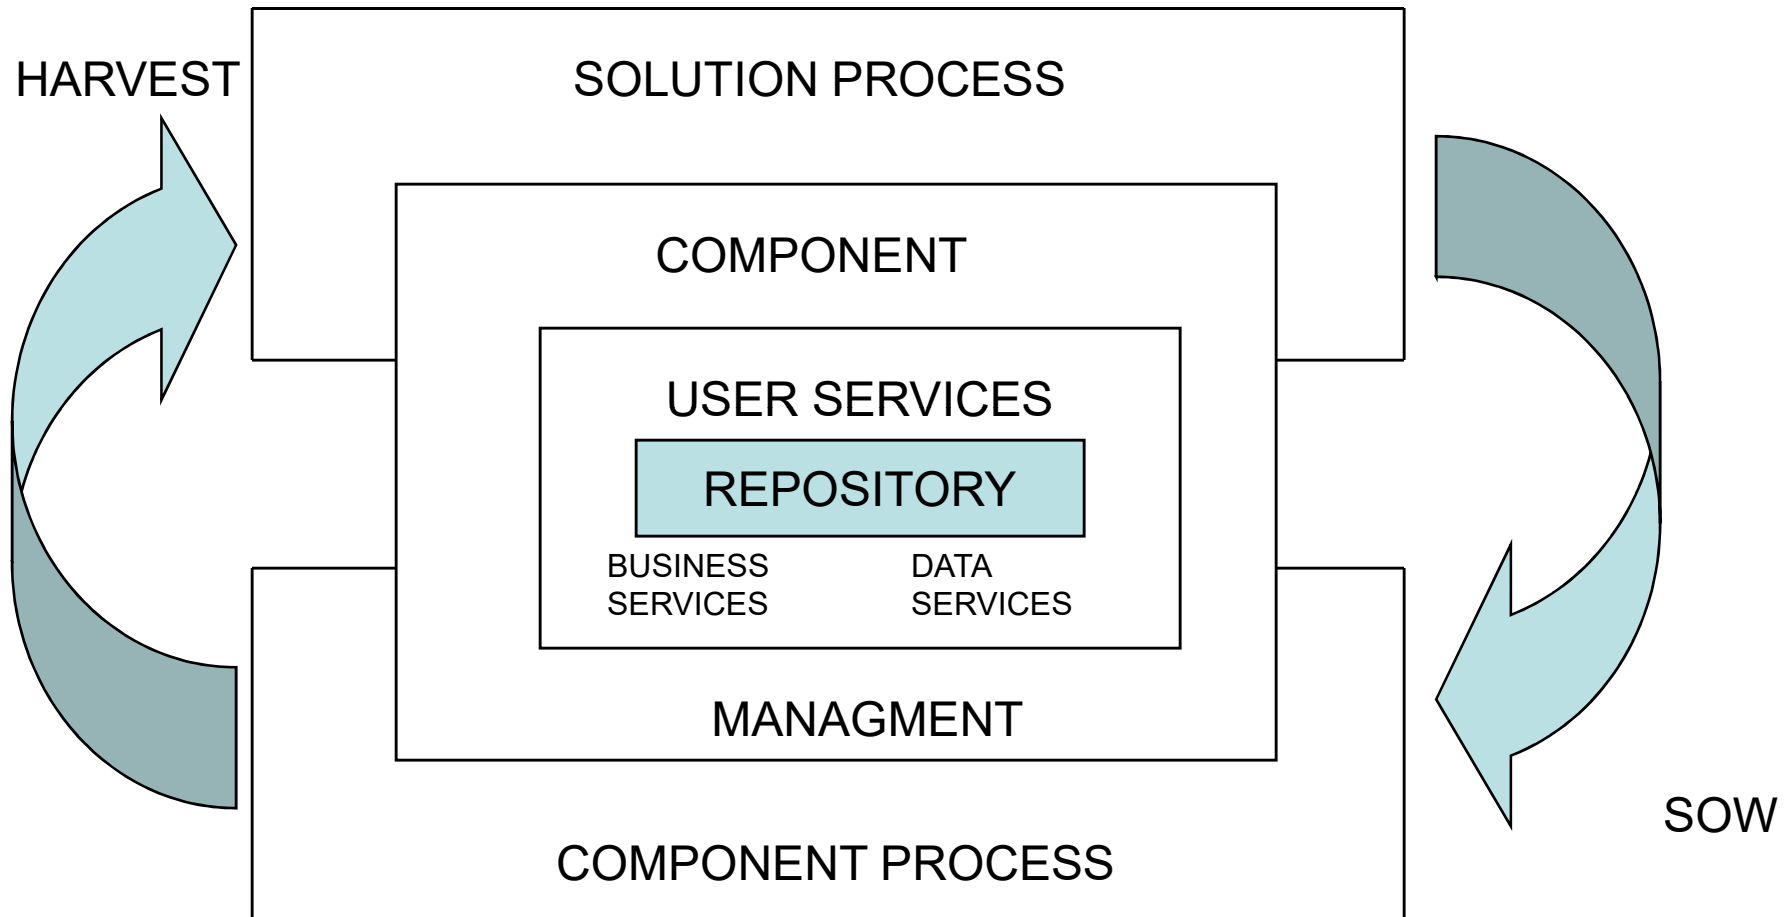 HARVEST
SOLUTION PROCESS
COMPONENT
USER SERVICES
REPOSITORY
BUSINESS
SERVICES
DATA
SERVICES
MANAGMENT
SOW
COMPONENT PROCESS